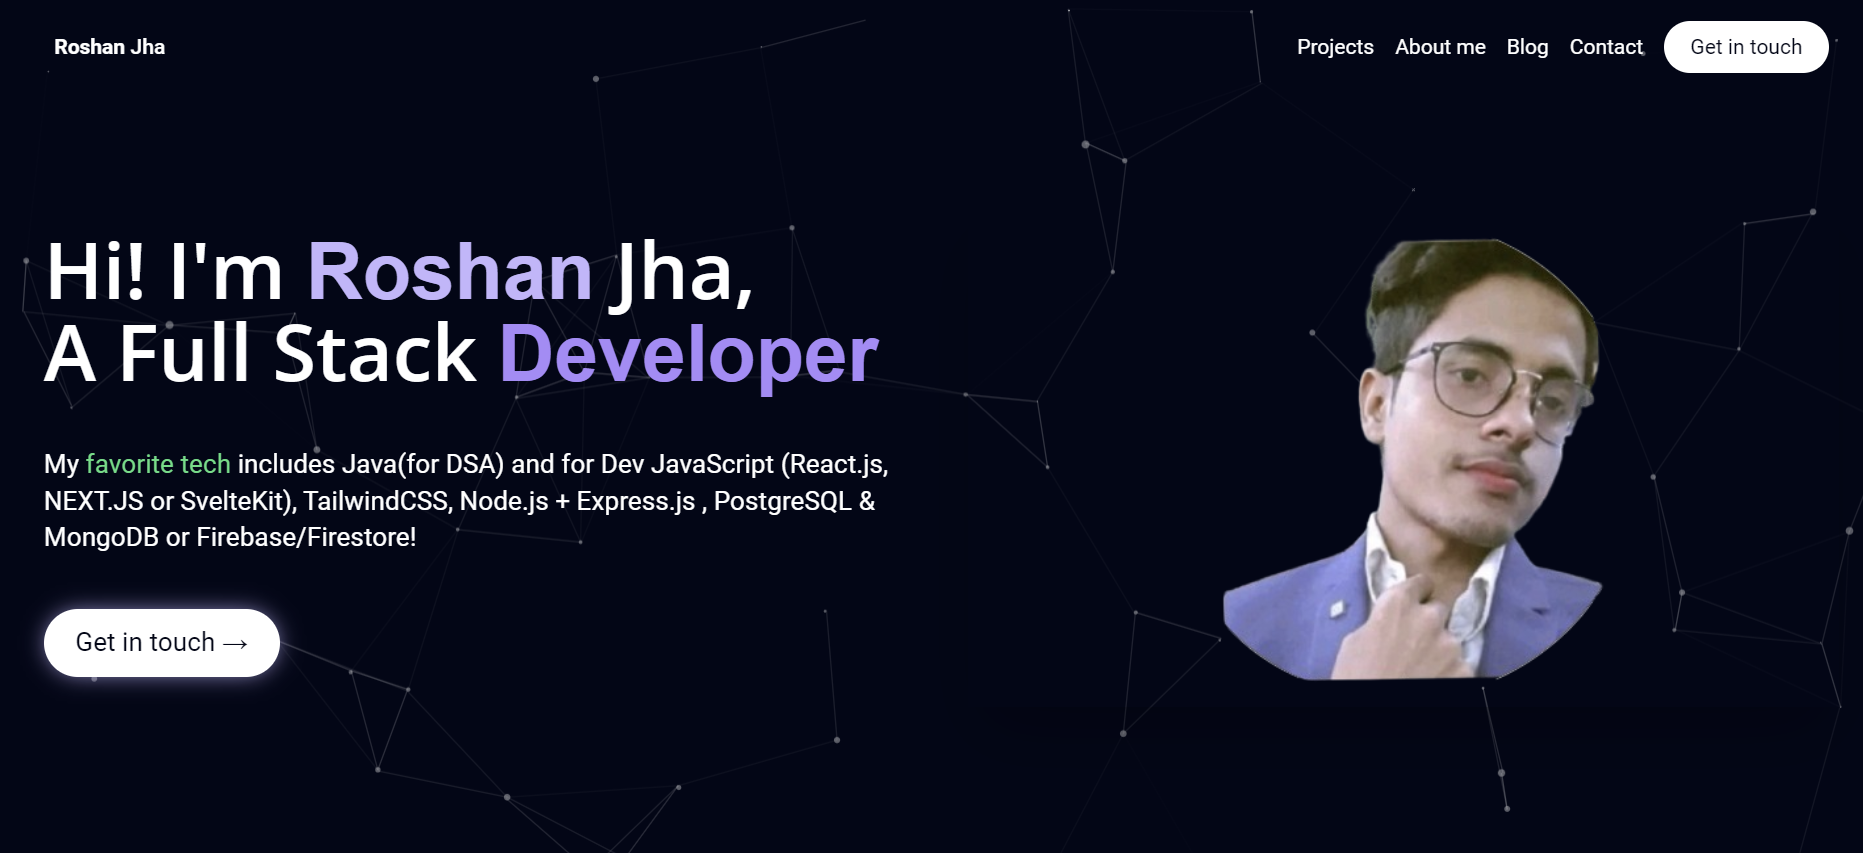 Roshan Jha
Projects About me Blog Contact Get in touch
Hi! I'm Roshan Jha,
A Full Stack Developer
My favorite tech includes Java(for DSA) and for Dev JavaScript (React.js,
NEXT.JS or SvelteKit), TailwindCSS, Node.js + Express.js , PostgreSQL &
MongoDB or Firebase/Firestore!
Get in touch →